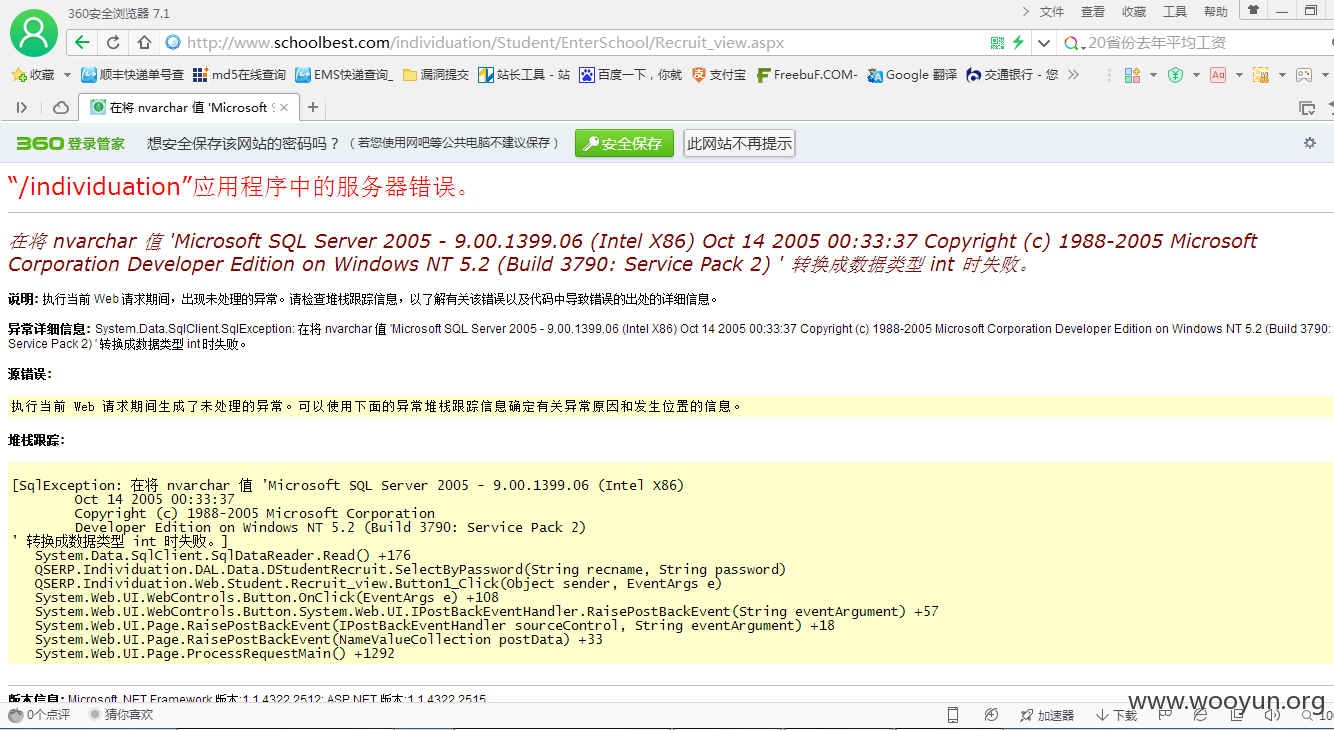 360安全浏览器 7.1
文件 查看 收藏 工具 帮助
http://www.schoolbest.com/individuation/Student/EnterSchool/Recruit_view.aspx
20省份去年平均工资
收藏 顺丰快递单号查 md5在线查询 EMS快递查询_ 漏洞提交 站长工具 - 站 百度一下，你就 支付宝 FreebuF.COM- Google 翻译 交通银行 - 您
在将 nvarchar 值 'Microsoft S
360 登录管家 想安全保存该网站的密码吗？（若您使用网吧等公共电脑不建议保存） 安全保存 此网站不再提示
“/individuation”应用程序中的服务器错误。
在将 nvarchar 值 'Microsoft SQL Server 2005 - 9.00.1399.06 (Intel X86) Oct 14 2005 00:33:37 Copyright (c) 1988-2005 Microsoft
Corporation Developer Edition on Windows NT 5.2 (Build 3790: Service Pack 2) ' 转换成数据类型 int 时失败。
说明: 执行当前 Web 请求期间，出现未处理的异常。请检查堆栈跟踪信息，以了解有关该错误以及代码中导致错误的出处的详细信息。
异常详细信息: System.Data.SqlClient.SqlException: 在将 nvarchar 值 'Microsoft SQL Server 2005 - 9.00.1399.06 (Intel X86) Oct 14 2005 00:33:37 Copyright (c) 1988-2005 Microsoft Corporation Developer Edition on Windows NT 5.2 (Build 3790:
Service Pack 2) ' 转换成数据类型 int 时失败。
源错误:
执行当前 Web 请求期间生成了未处理的异常。可以使用下面的异常堆栈跟踪信息确定有关异常原因和发生位置的信息。
堆栈跟踪:
[SqlException: 在将 nvarchar 值 'Microsoft SQL Server 2005 - 9.00.1399.06 (Intel X86)
Oct 14 2005 00:33:37
Copyright (c) 1988-2005 Microsoft Corporation
Developer Edition on Windows NT 5.2 (Build 3790: Service Pack 2)
' 转换成数据类型 int 时失败。]
System.Data.SqlClient.SqlDataReader.Read() +176
QSERP.Individuation.DAL.Data.DStudentRecruit.SelectByPassword(String recname, String password)
QSERP.Individuation.Web.Student.Recruit_view.Button1_Click(Object sender, EventArgs e)
System.Web.UI.WebControls.Button.OnClick(EventArgs e) +108
System.Web.UI.WebControls.Button.System.Web.UI.IPostBackEventHandler.RaisePostBackEvent(String eventArgument) +57
System.Web.UI.Page.RaisePostBackEvent(IPostBackEventHandler sourceControl, String eventArgument) +18
System.Web.UI.Page.RaisePostBackEvent(NameValueCollection postData) +33
System.Web.UI.Page.ProcessRequestMain() +1292
版本信息: Microsoft .NET Framework 版本:1.1.4322.2512; ASP.NET 版本:1.1.4322.2515
www.wooyun.org
0个点评 猜你喜欢 加速器 下载 100